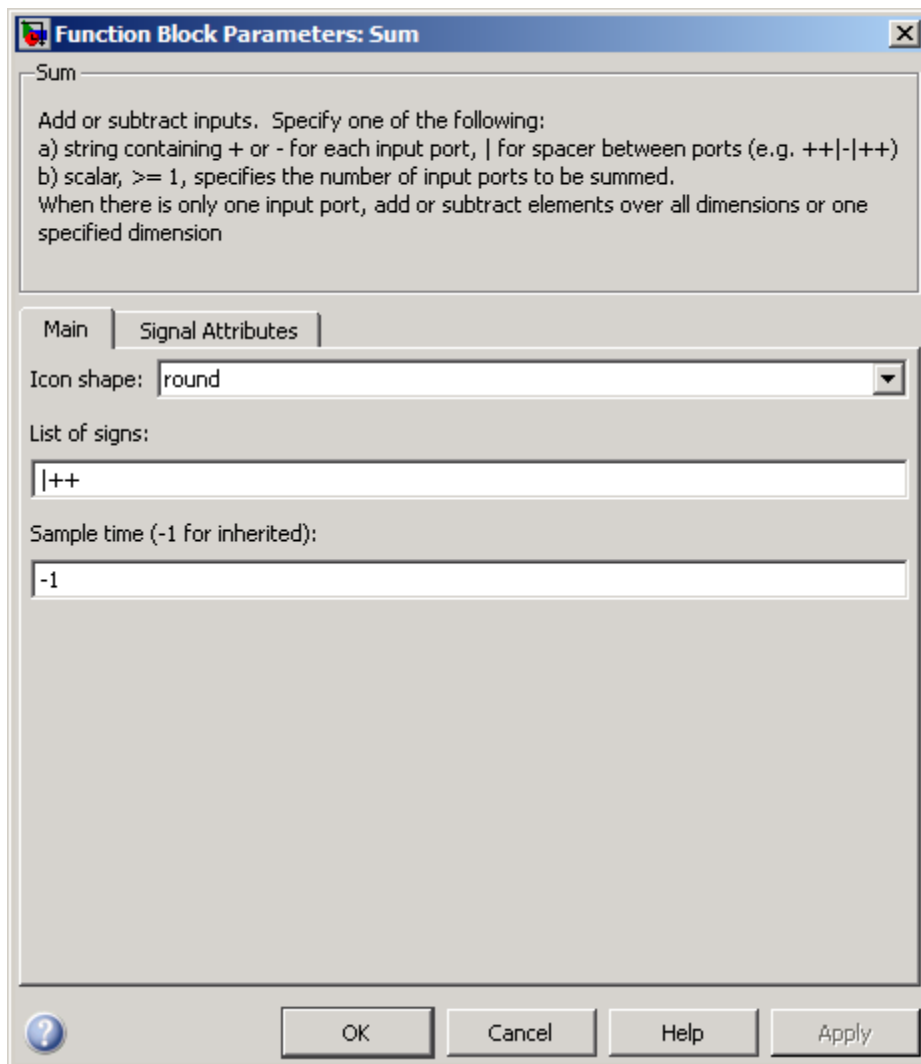 Function Block Parameters: Sum
Sum
Add or subtract inputs.  Specify one of the following:
a) string containing + or - for each input port, | for spacer between ports (e.g. ++|-|++)
b) scalar, >= 1, specifies the number of input ports to be summed.
When there is only one input port, add or subtract elements over all dimensions or one
specified dimension
Main Signal Attributes
Icon shape: round
List of signs:
|++
Sample time (-1 for inherited):
-1
? OK Cancel Help Apply